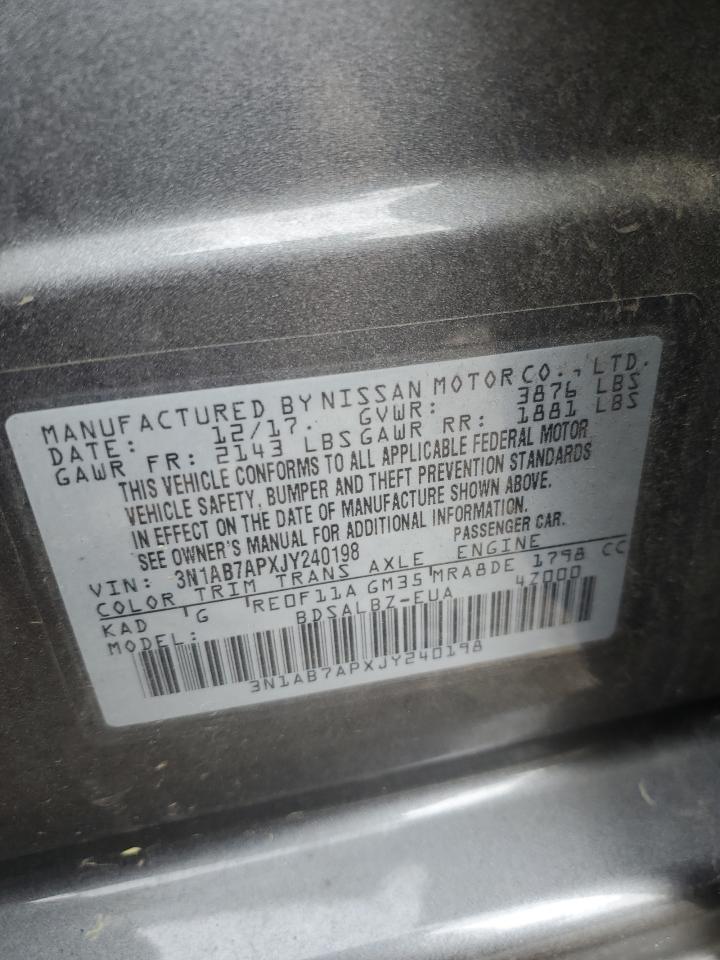 MANUFACTURED BY NISSAN MOTOR CO., LTD.
DATE: 12/17. GVWR: 3876 LBS
GAWR FR: 2143 LBS GAWR RR: 1881 LBS
THIS VEHICLE CONFORMS TO ALL APPLICABLE FEDERAL MOTOR
VEHICLE SAFETY, BUMPER AND THEFT PREVENTION STANDARDS
IN EFFECT ON THE DATE OF MANUFACTURE SHOWN ABOVE.
SEE OWNER'S MANUAL FOR ADDITIONAL INFORMATION.
VIN: 3N1AB7APXJY240198 PASSENGER CAR.
COLOR TRIM TRANS AXLE ENGINE
KAD G RE0F11A GM35 MRA8DE 1798 CC
MODEL: BDSALBZ-EUA 47000
3N1AB7APXJY240198